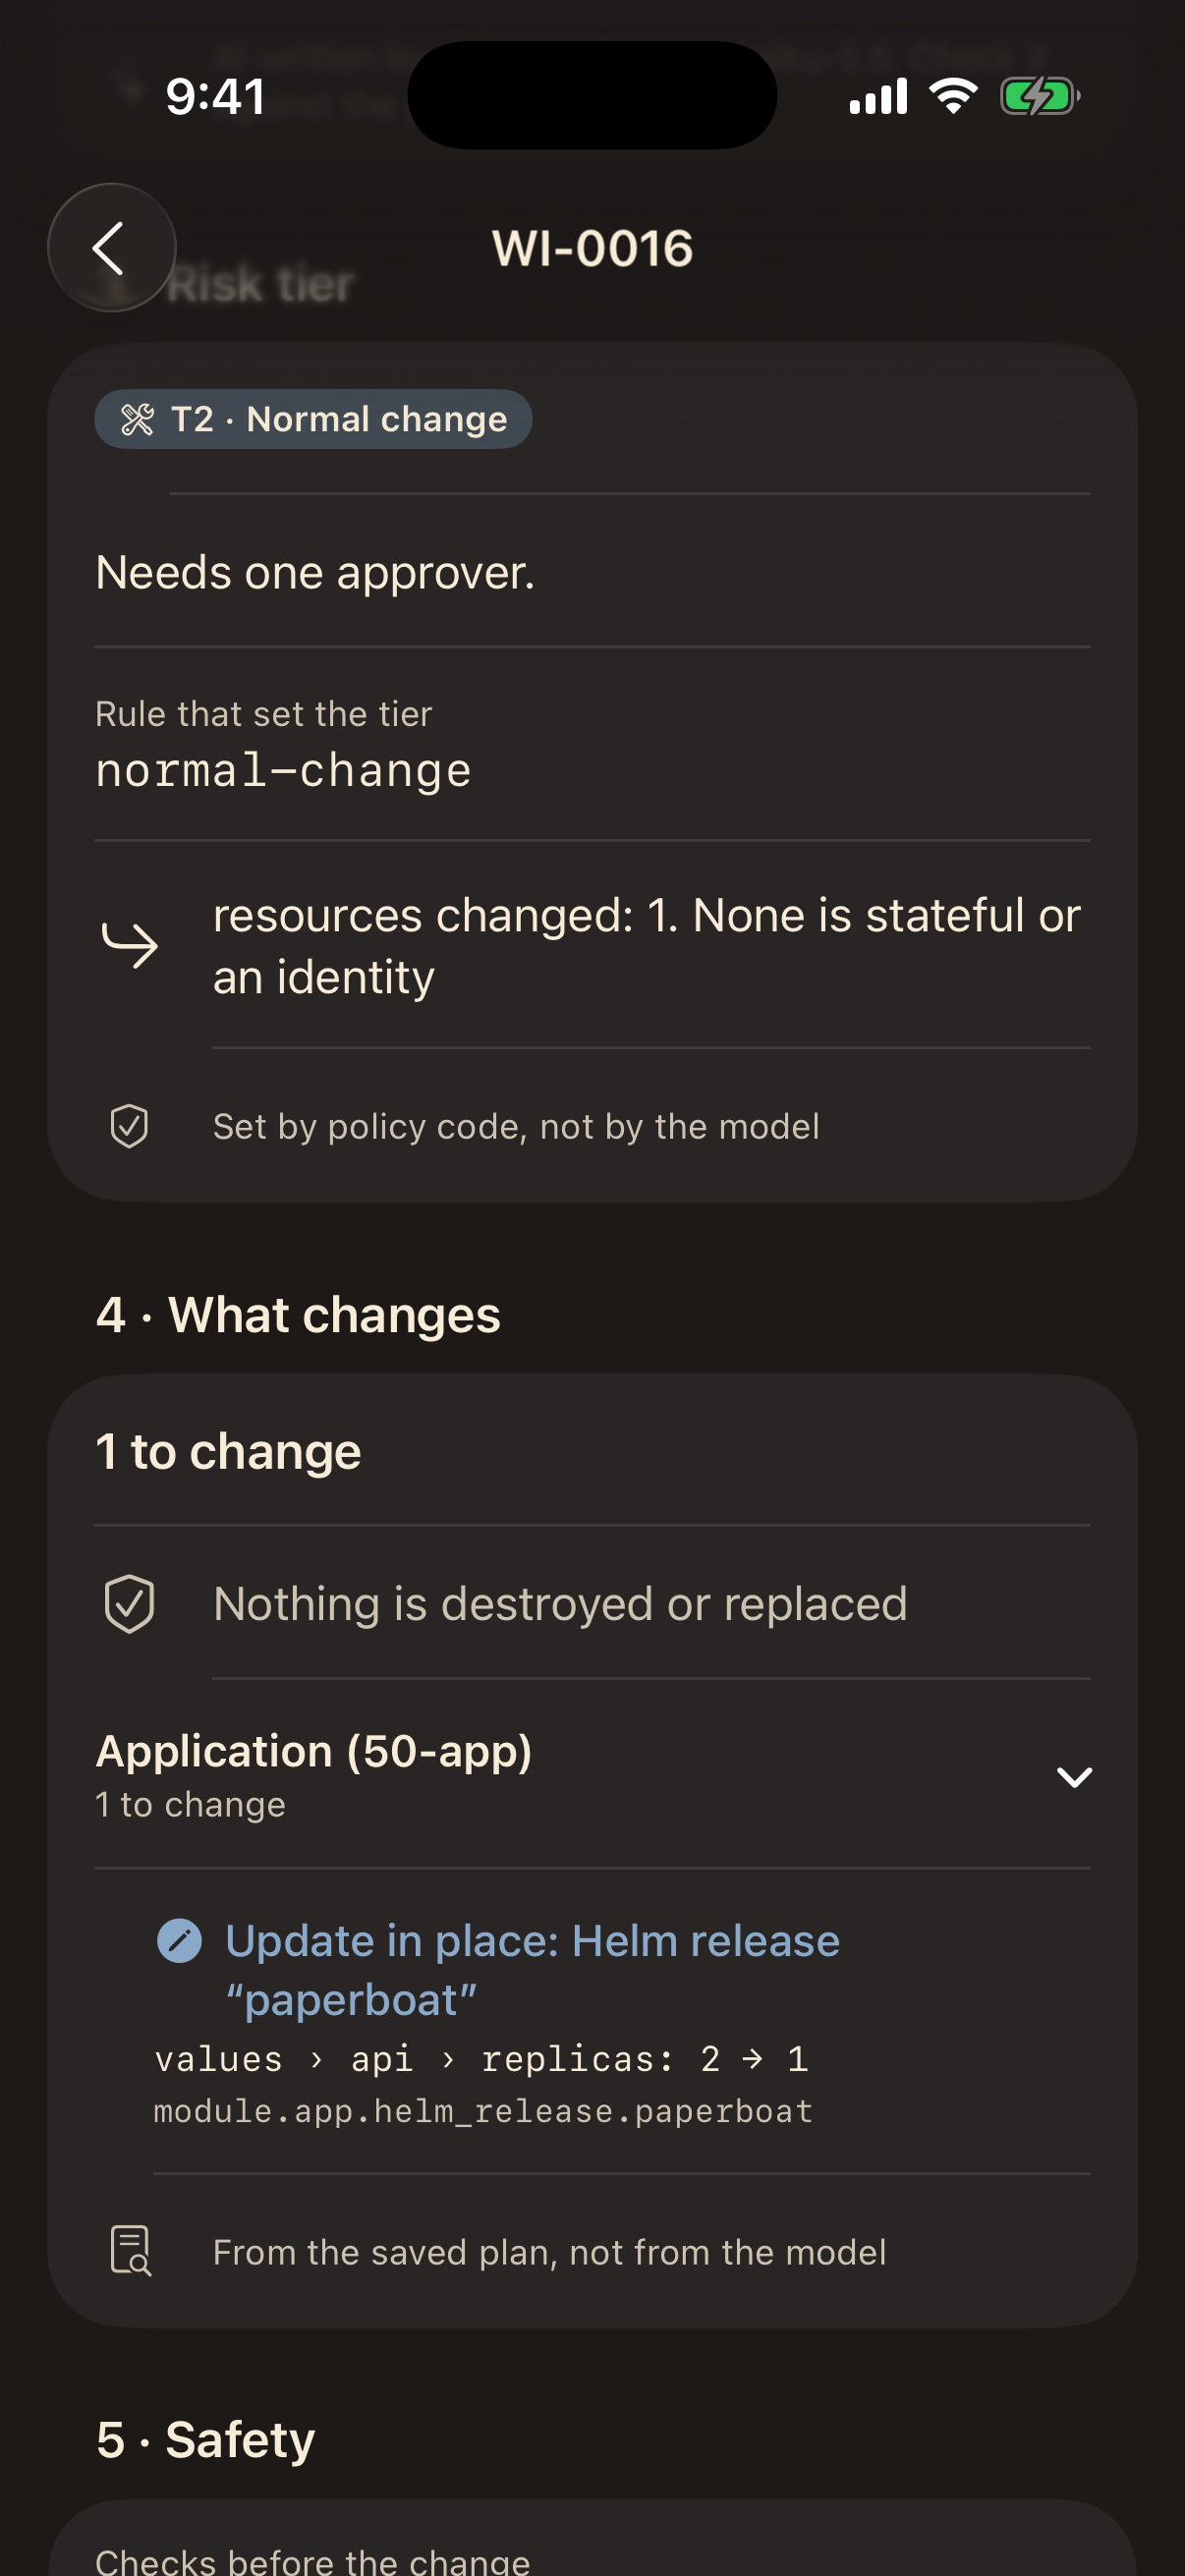 9:41
WI-0016
Risk tier
T2 · Normal change
Needs one approver.
Rule that set the tier
normal-change
resources changed: 1. None is stateful or
an identity
Set by policy code, not by the model
4 · What changes
1 to change
Nothing is destroyed or replaced
Application (50-app)
1 to change
Update in place: Helm release
“paperboat”
values › api › replicas: 2 → 1
module.app.helm_release.paperboat
From the saved plan, not from the model
5 · Safety
Checks before the change